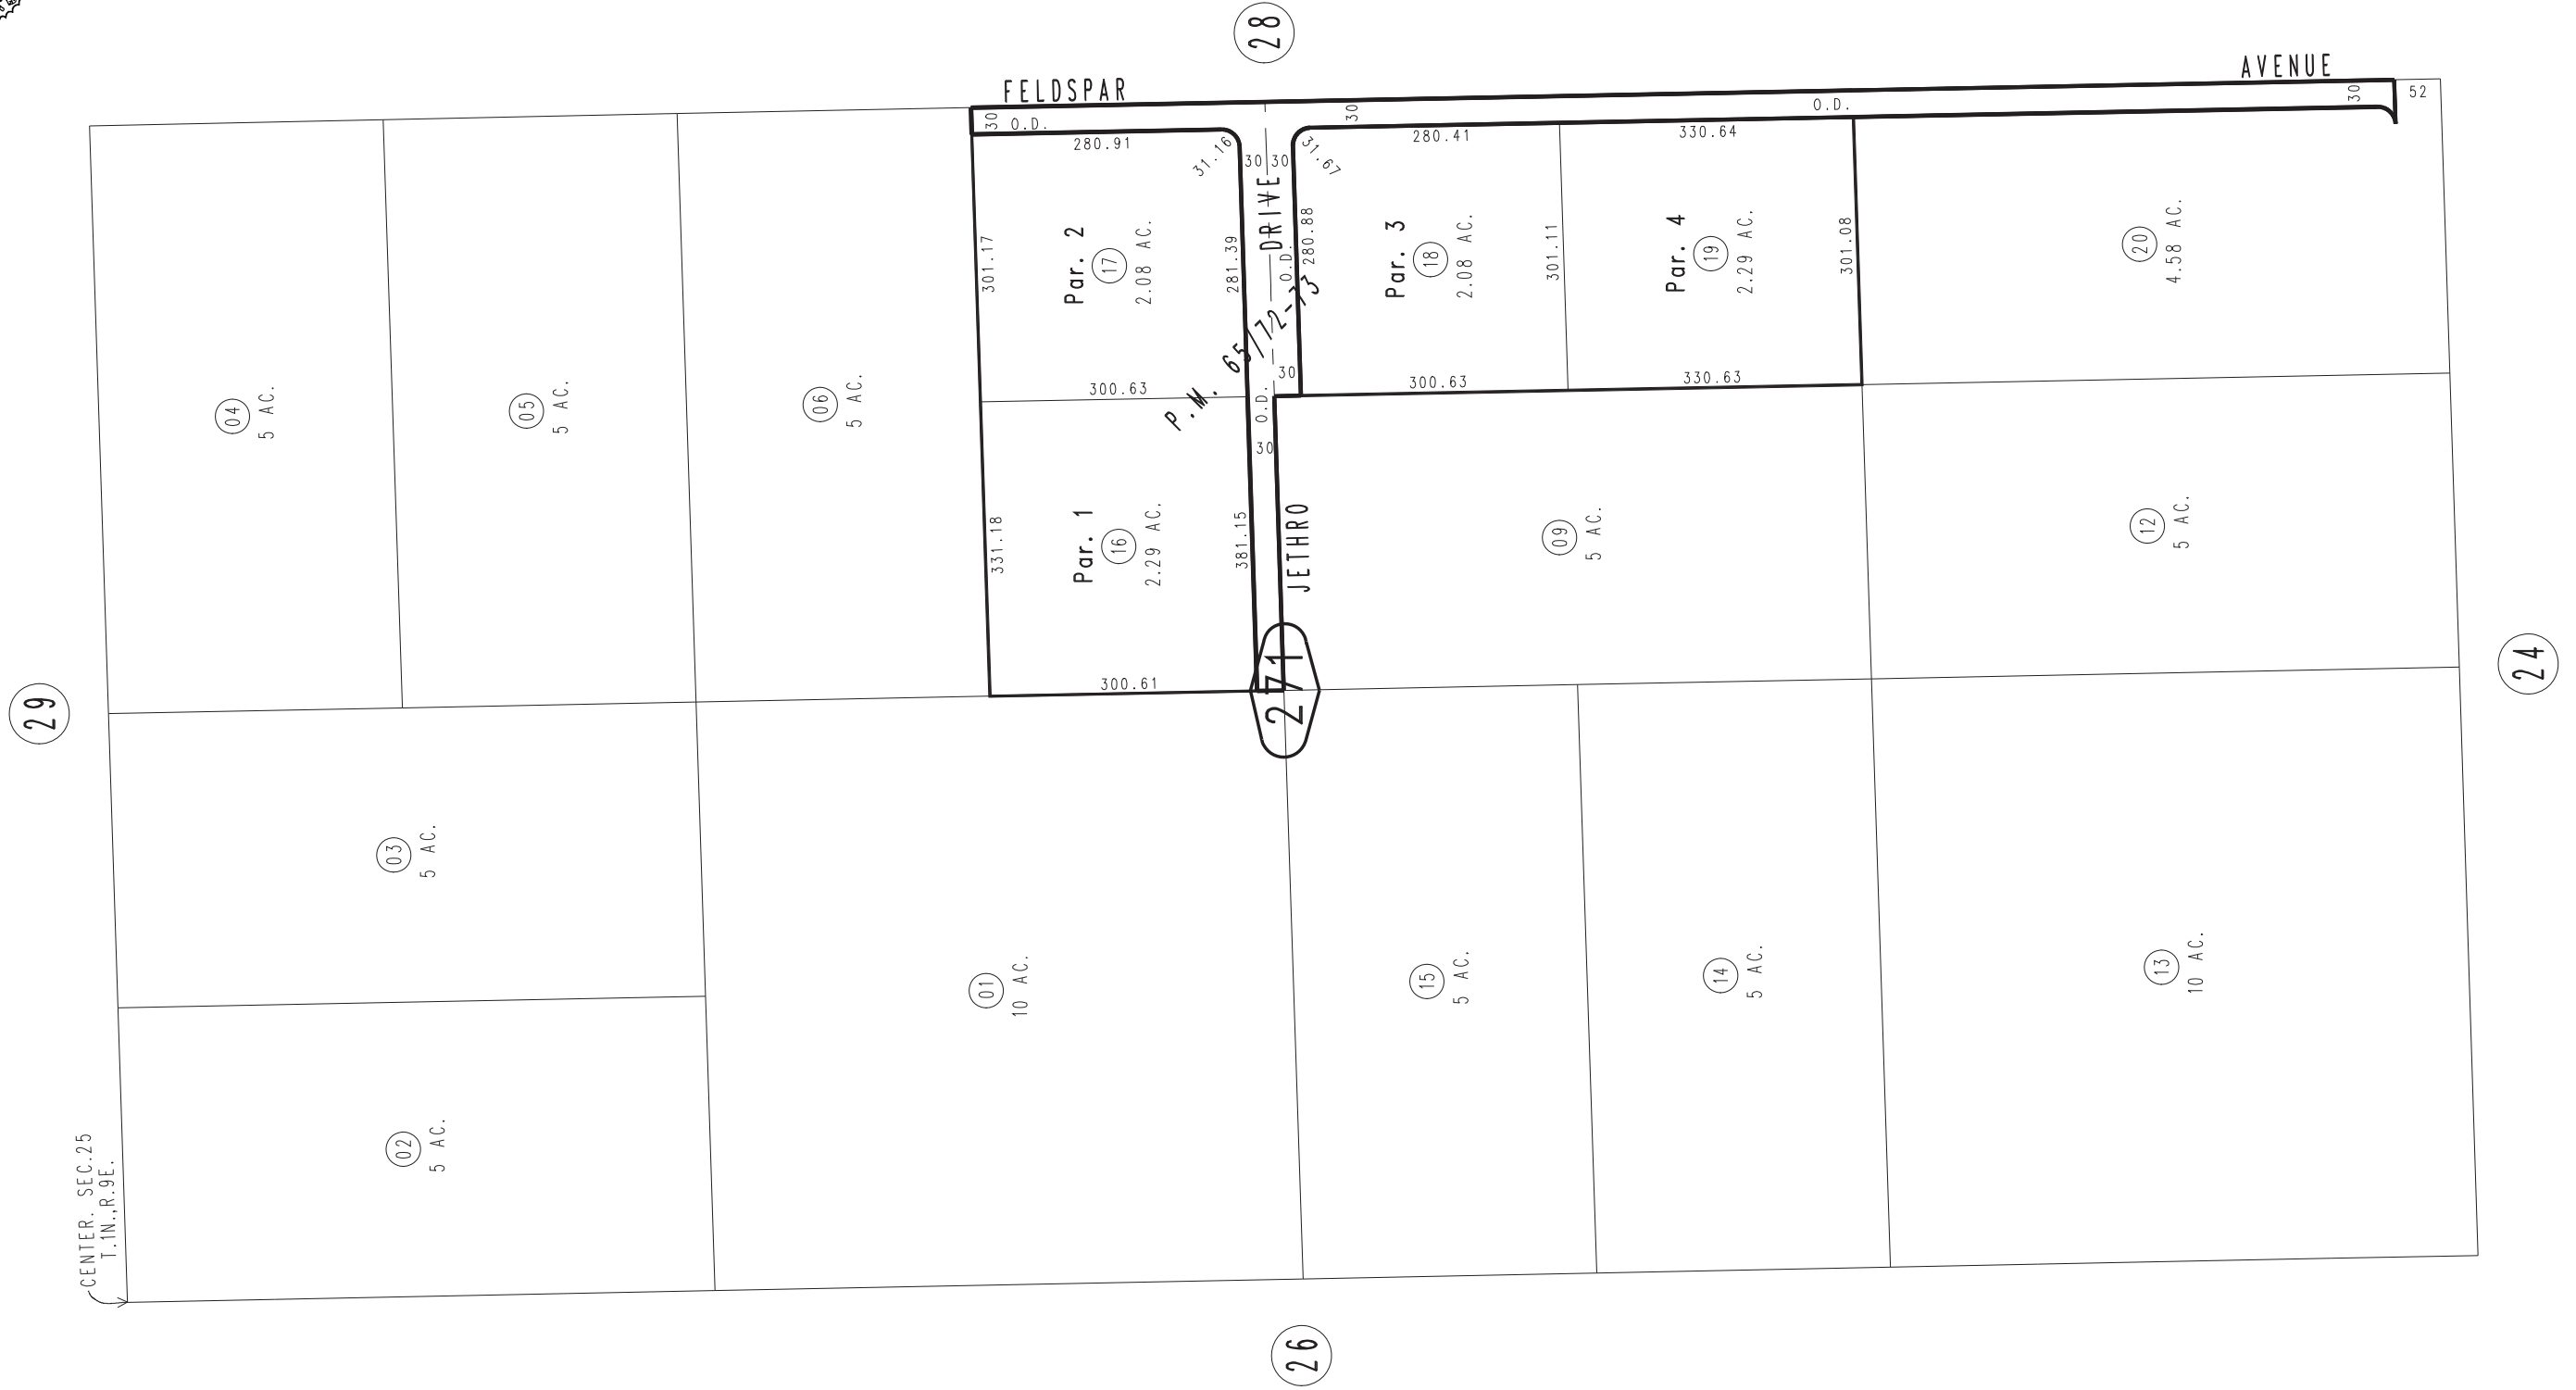 28
FELDSPAR
AVENUE
30
O.D.
30
O.D.
30
52
280.91
31.16
30
30
31.67
280.41
330.64
301.17
Par. 2
17
2.08 AC.
281.39
DRIVE
O.D.
280.88
Par. 3
18
2.08 AC.
301.11
Par. 4
19
2.29 AC.
301.08
20
4.58 AC.
P.M. 65/72-73
04
5 AC.
05
5 AC.
06
5 AC.
300.63
30
300.63
330.63
O.D.
30
331.18
Par. 1
16
2.29 AC.
381.15
JETHRO
09
5 AC.
12
5 AC.
300.61
271
29
24
03
5 AC.
01
10 AC.
15
5 AC.
14
5 AC.
13
10 AC.
02
5 AC.
CENTER. SEC.25
T.1N.,R.9E.
26